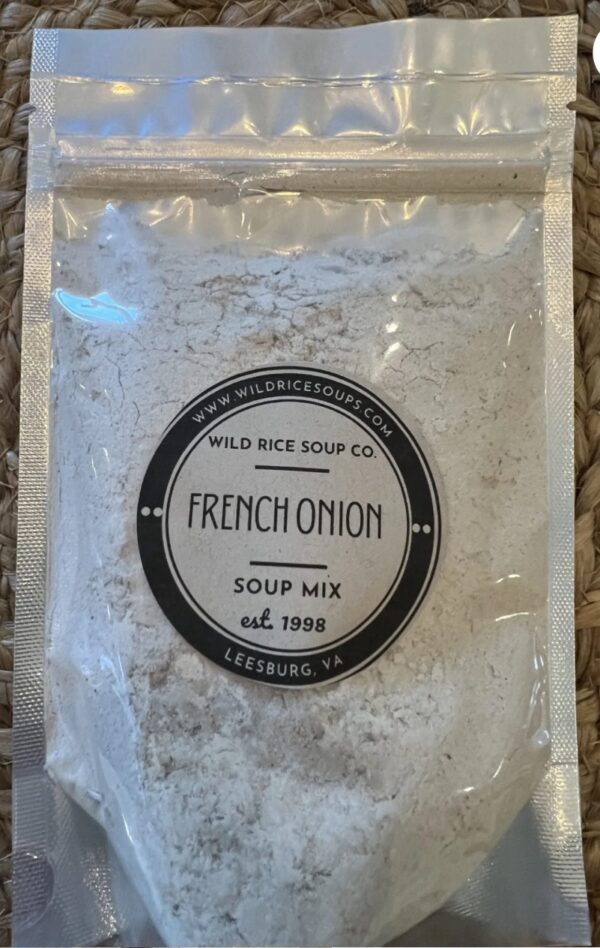 WWW.WILDRICESOUPS.COM
WILD RICE SOUP CO.
FRENCH ONION
SOUP MIX
est. 1998
LEESBURG, VA